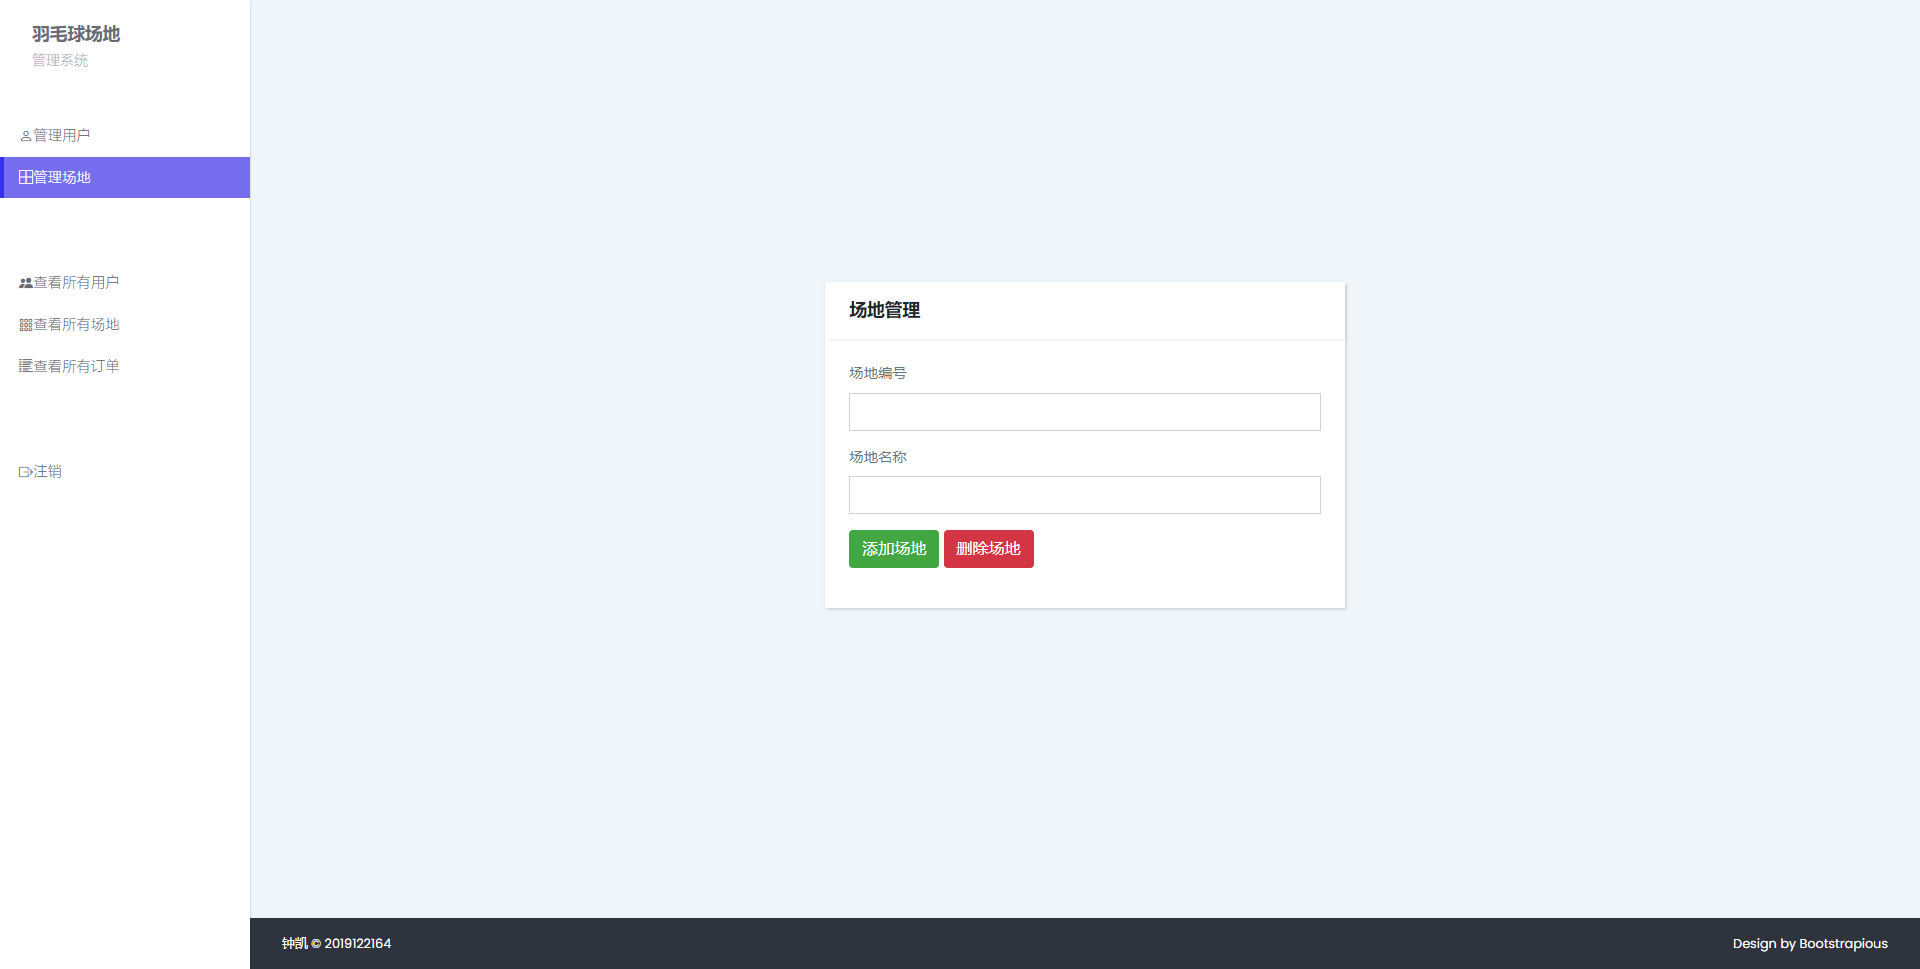 羽毛球场地
管理系统
管理用户
管理场地
查看所有用户
查看所有场地
查看所有订单
注销
场地管理
场地编号
场地名称
添加场地 删除场地
钟凯 © 2019122164
Design by Bootstrapious